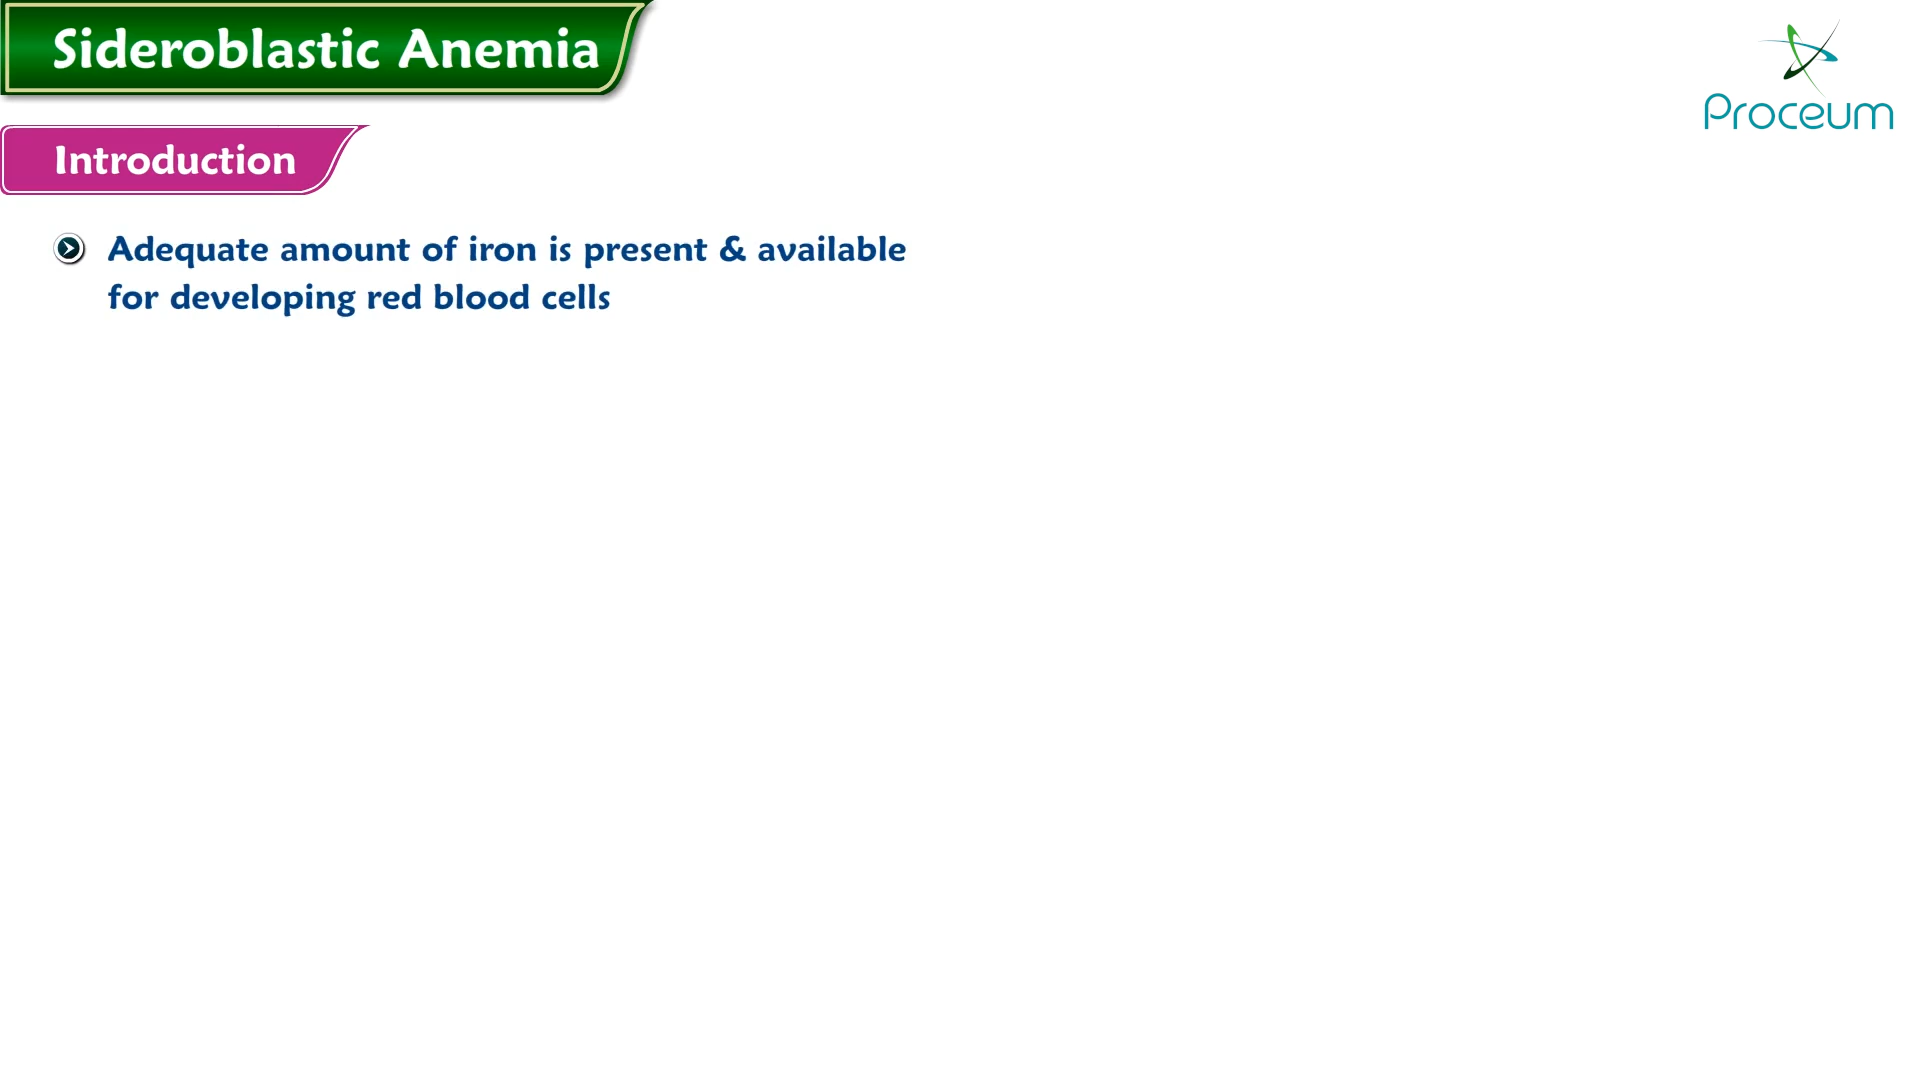 Sideroblastic Anemia
Proceum
Introduction
Adequate amount of iron is present & available
for developing red blood cells